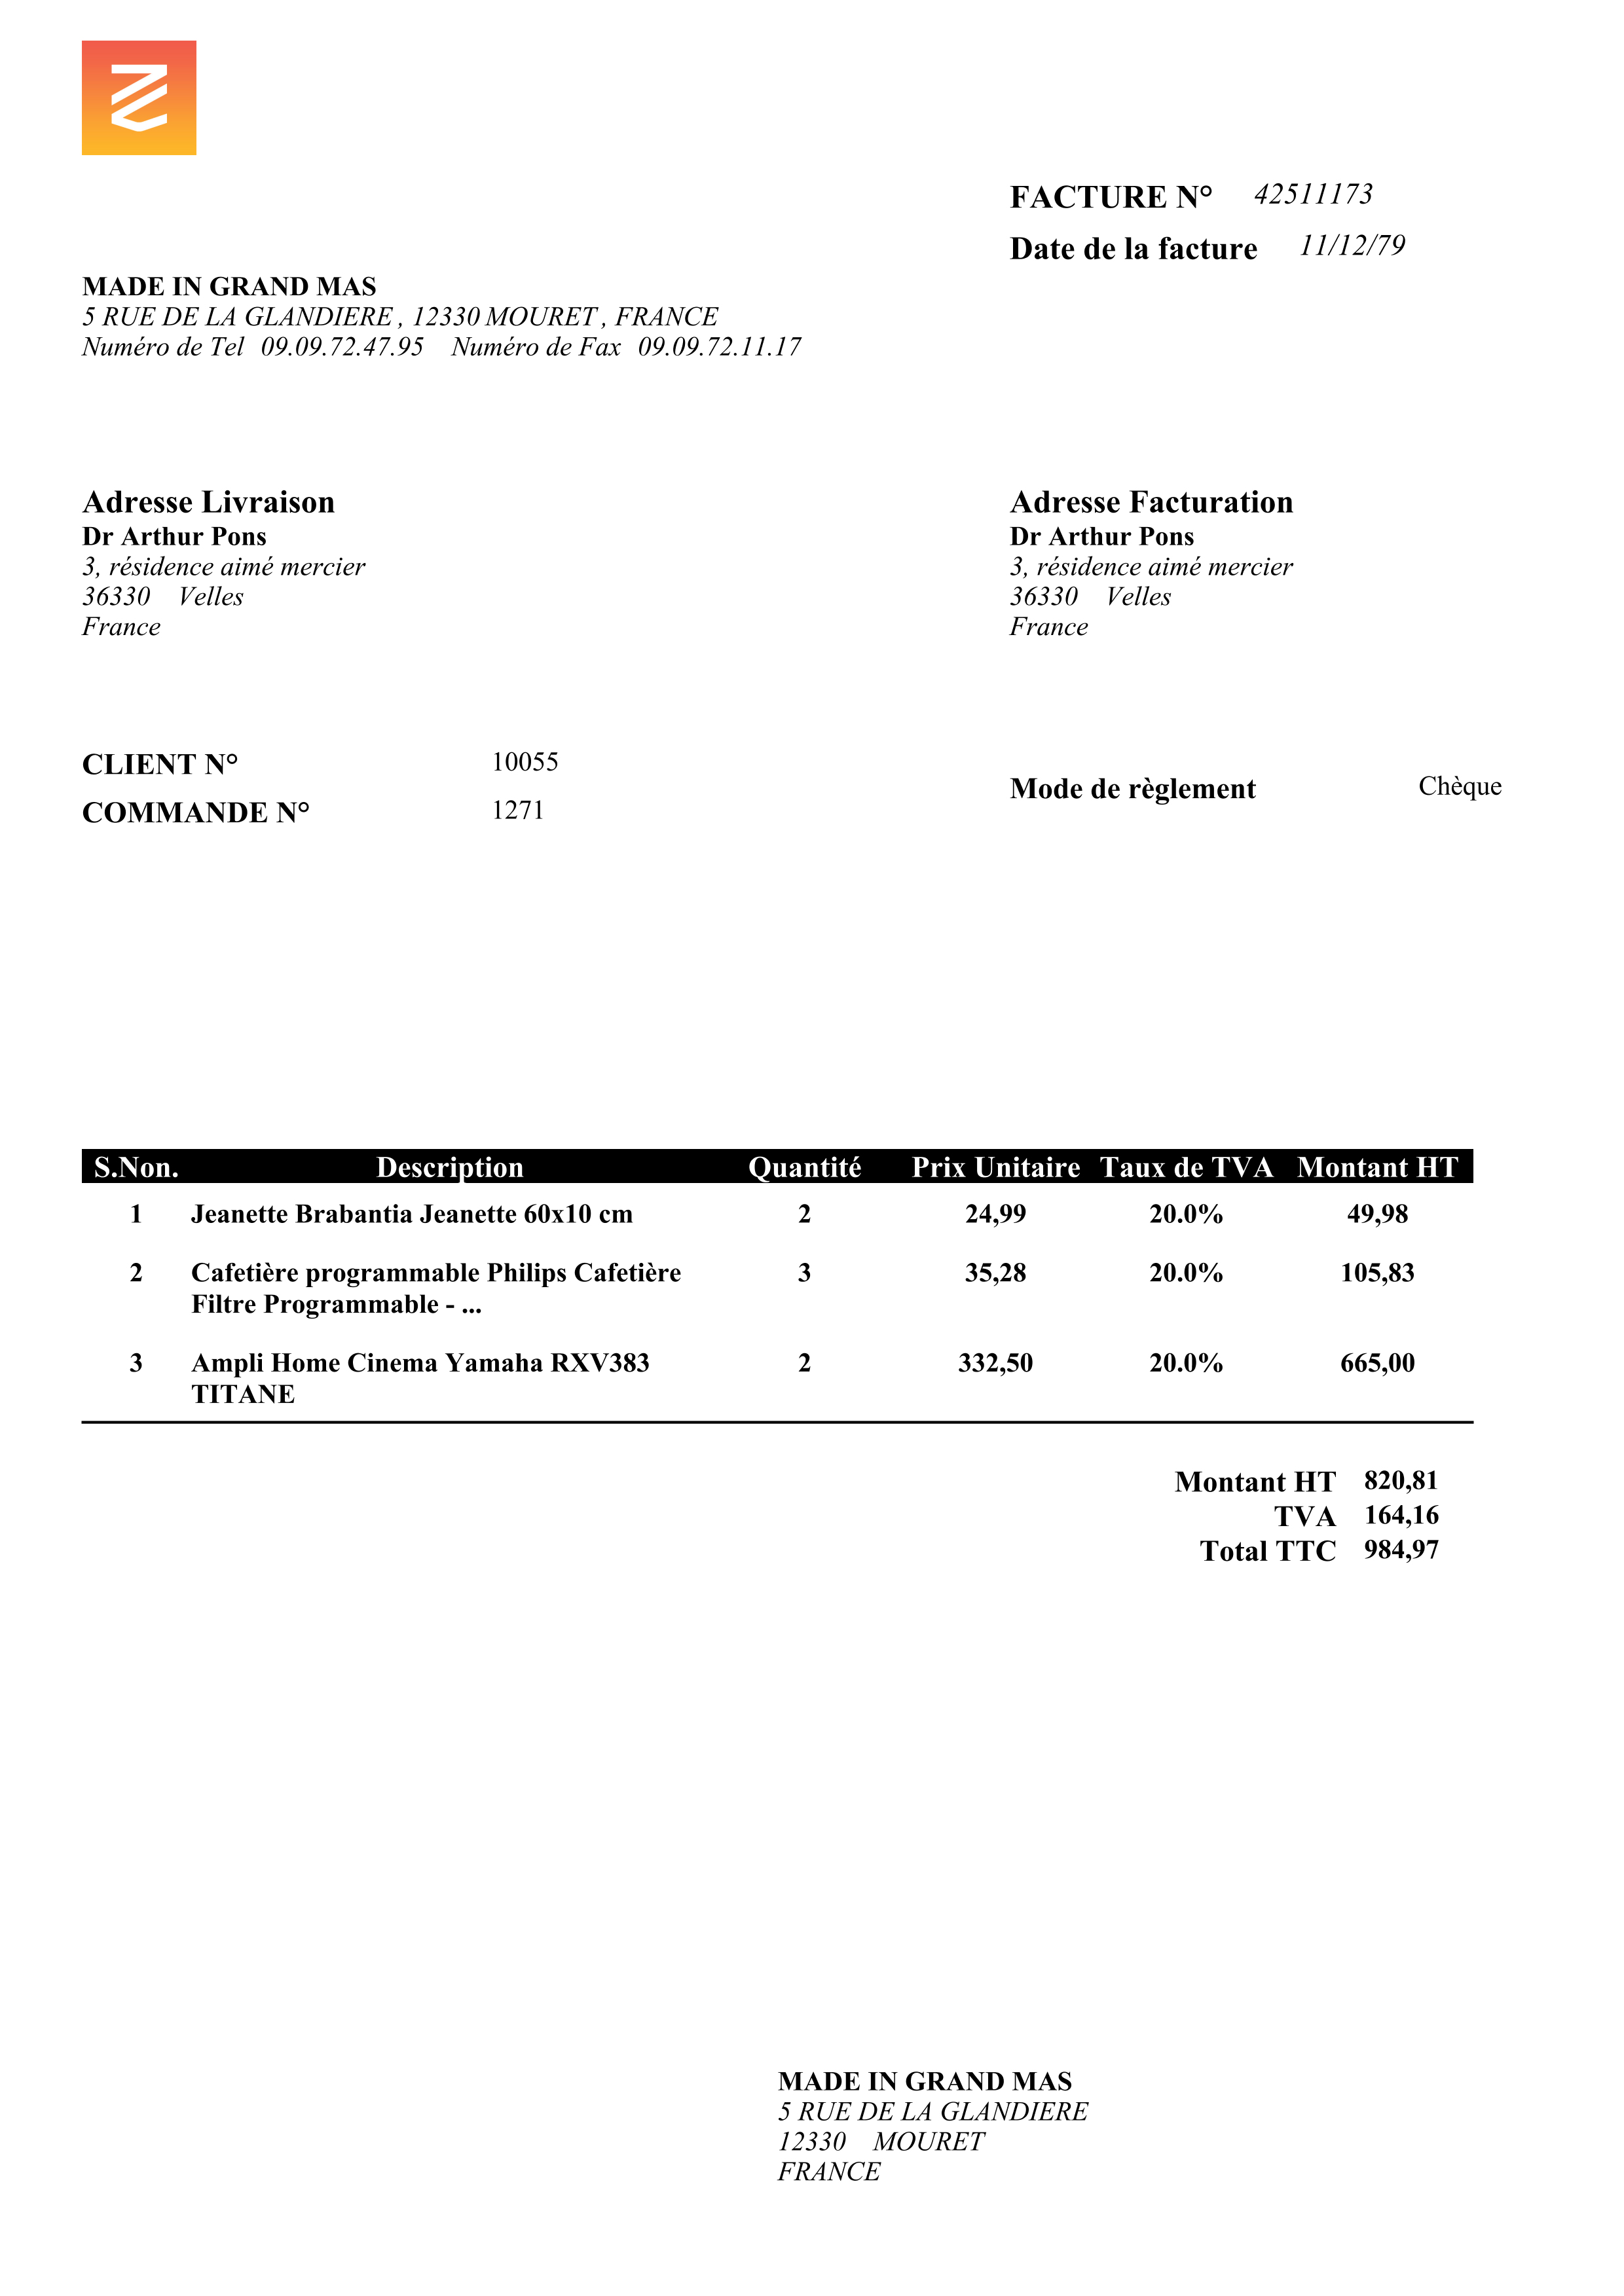 FACTURE N° 42511173
Date de la facture 11/12/79
MADE IN GRAND MAS
5 RUE DE LA GLANDIERE , 12330 MOURET , FRANCE
Numéro de Tel 09.09.72.47.95 Numéro de Fax 09.09.72.11.17
Adresse Livraison
Dr Arthur Pons
3, résidence aimé mercier
36330 Velles
France
Adresse Facturation
Dr Arthur Pons
3, résidence aimé mercier
36330 Velles
France
CLIENT N° 10055
COMMANDE N° 1271
Mode de règlement Chèque
S.Non. Description Quantité Prix Unitaire Taux de TVA Montant HT
1 Jeanette Brabantia Jeanette 60x10 cm 2 24,99 20.0% 49,98
2 Cafetière programmable Philips Cafetière 3 35,28 20.0% 105,83
Filtre Programmable - ...
3 Ampli Home Cinema Yamaha RXV383 2 332,50 20.0% 665,00
TITANE
Montant HT 820,81
TVA 164,16
Total TTC 984,97
MADE IN GRAND MAS
5 RUE DE LA GLANDIERE
12330 MOURET
FRANCE